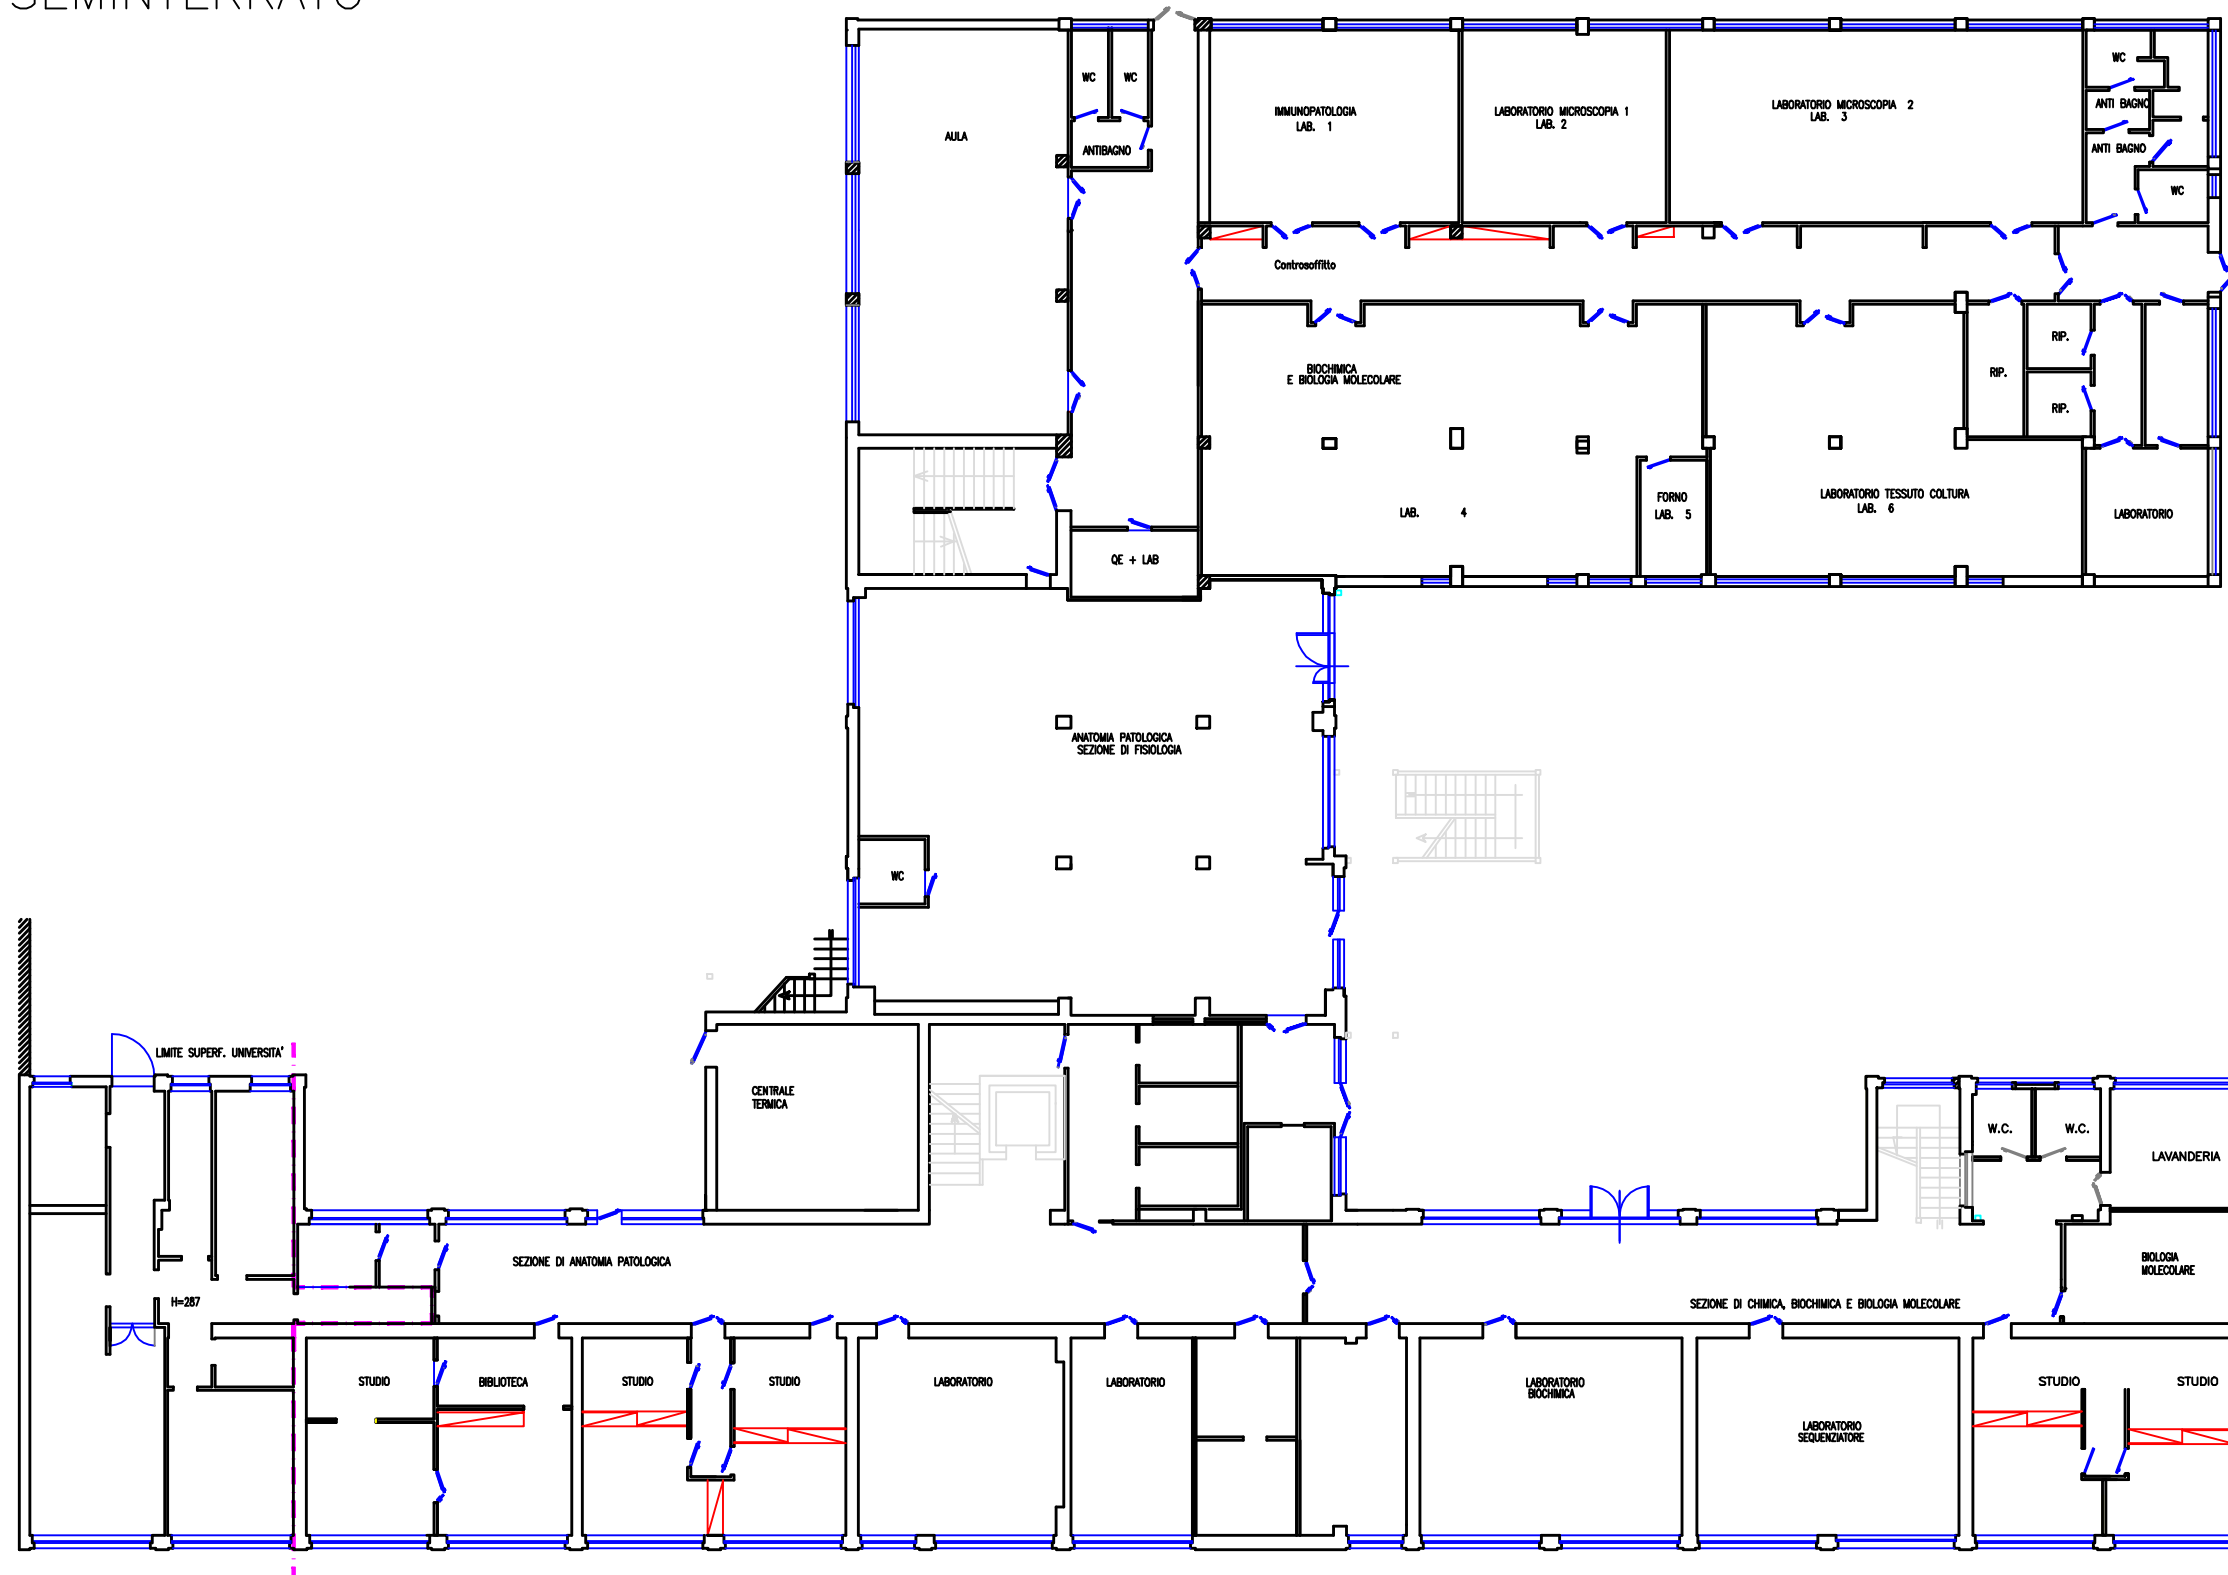 SEMINTERRATO
WC
WC
AULA
ANTIBAGNO
IMMUNOPATOLOGIA
LAB. 1
LABORATORIO MICROSCOPIA 1
LAB. 2
LABORATORIO MICROSCOPIA 2
LAB. 3
WC
ANTI BAGNO
ANTI BAGNO
WC
Controsoffitto
BIOCHIMICA
E BIOLOGIA MOLECOLARE
RIP.
RIP.
RIP.
LAB. 4
FORNO
LAB. 5
LABORATORIO TESSUTO COLTURA
LAB. 6
LABORATORIO
QE + LAB
ANATOMIA PATOLOGICA
SEZIONE DI FISIOLOGIA
WC
LIMITE SUPERF. UNIVERSITA'
CENTRALE
TERMICA
W.C.
W.C.
LAVANDERIA
SEZIONE DI ANATOMIA PATOLOGICA
BIOLOGIA
MOLECOLARE
H=287
SEZIONE DI CHIMICA, BIOCHIMICA E BIOLOGIA MOLECOLARE
STUDIO
BIBLIOTECA
STUDIO
STUDIO
LABORATORIO
LABORATORIO
LABORATORIO
BIOCHIMICA
STUDIO
STUDIO
LABORATORIO
SEQUENZIATORE